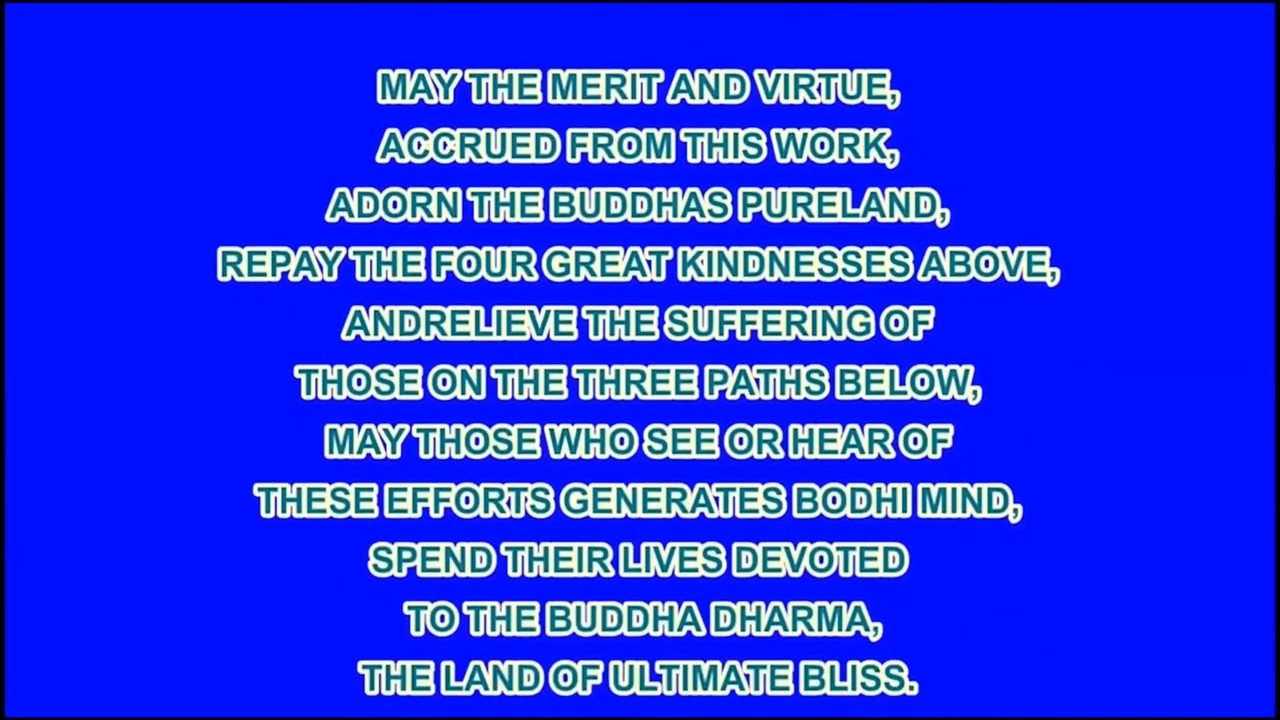 MAY THE MERIT AND VIRTUE,
ACCRUED FROM THIS WORK,
ADORN THE BUDDHAS PURELAND,
REPAY THE FOUR GREAT KINDNESSES ABOVE,
ANDRELIEVE THE SUFFERING OF
THOSE ON THE THREE PATHS BELOW,
MAY THOSE WHO SEE OR HEAR OF
THESE EFFORTS GENERATES BODHI MIND,
SPEND THEIR LIVES DEVOTED
TO THE BUDDHA DHARMA,
THE LAND OF ULTIMATE BLISS.